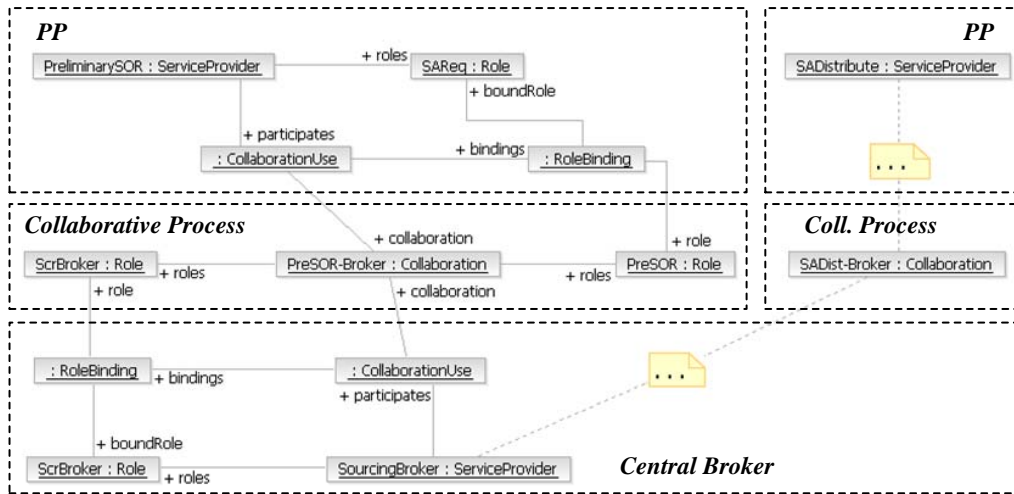 PP
PP
+ roles
PreliminarySOR : ServiceProvider
SAReq : Role
SADistribute : ServiceProvider
+ boundRole
+ participates
+ bindings
: CollaborationUse
: RoleBinding
...
Collaborative Process
Coll. Process
+ collaboration
+ role
ScrBroker : Role
+ roles
PreSOR-Broker : Collaboration
+ roles
PreSOR : Role
SADist-Broker : Collaboration
+ role
+ collaboration
: RoleBinding
+ bindings
: CollaborationUse
...
+ participates
+ boundRole
ScrBroker : Role
+ roles
SourcingBroker : ServiceProvider
Central Broker